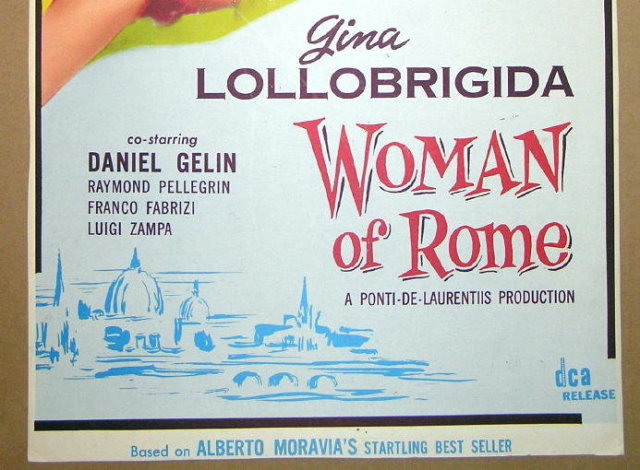 Gina
LOLLOBRIGIDA
co-starring
DANIEL GELIN
RAYMOND PELLEGRIN
FRANCO FABRIZI
LUIGI ZAMPA
WOMAN
of ROME
A PONTI-DE-LAURENTIIS PRODUCTION
dca
RELEASE
Based on ALBERTO MORAVIA'S STARTLING BEST SELLER